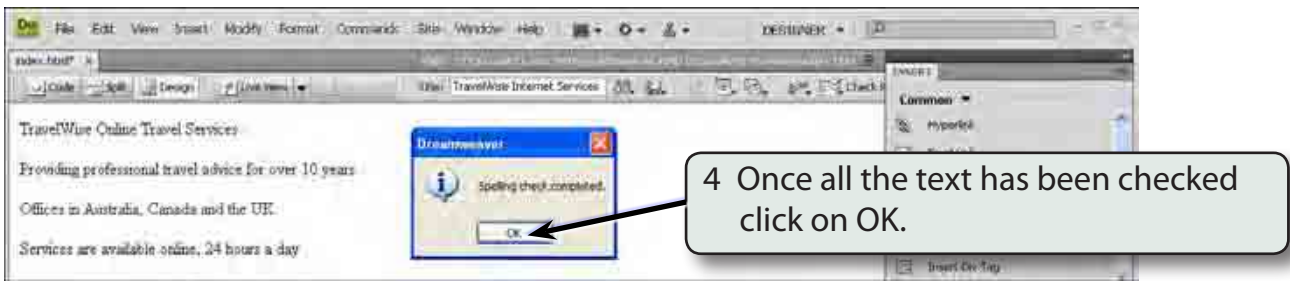 Dw File Edit View Insert Modify Format Commands Site Window Help DESIGNER
index.html* x
Code Split Design Live View Title: TravelWise Internet Services Check
INSERT
Common
Hyperlink
TravelWise Online Travel Services
Providing professional travel advice for over 10 years
Offices in Australia, Canada and the UK.
Services are available online, 24 hours a day
Dreamweaver
Spelling check completed.
OK
4 Once all the text has been checked
click on OK.
Insert Div Tag